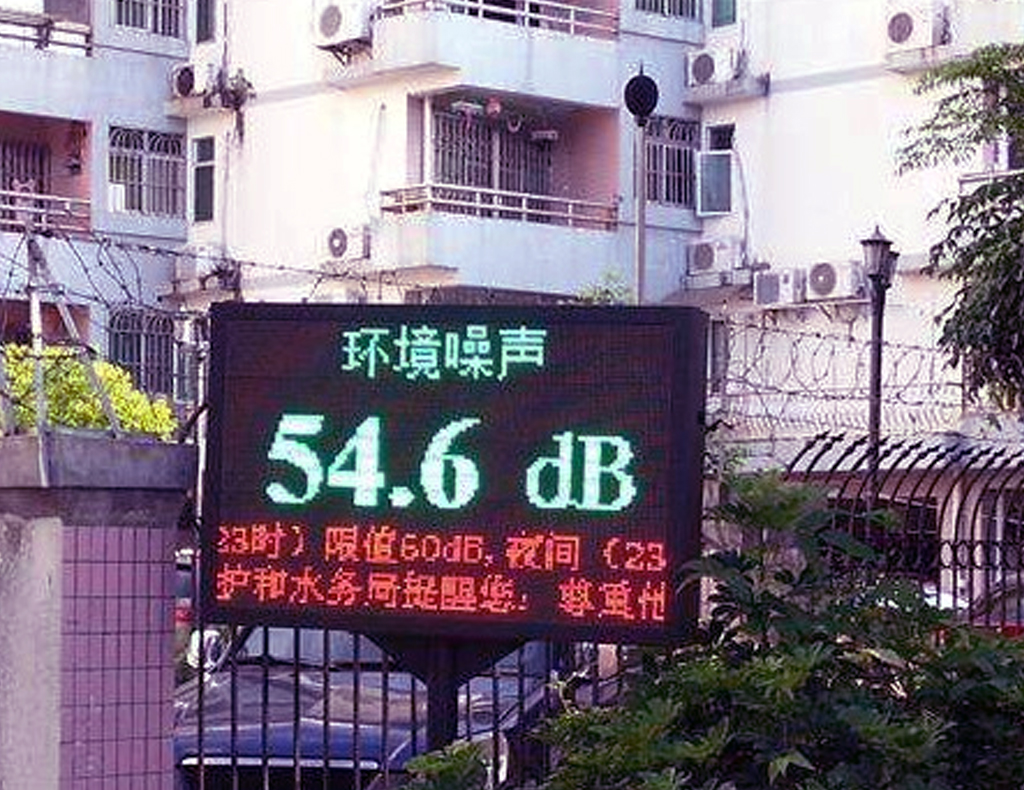 环境噪声
54.6 dB
23时）限值60dB,夜间（23
护和水务局提醒您：尊重他